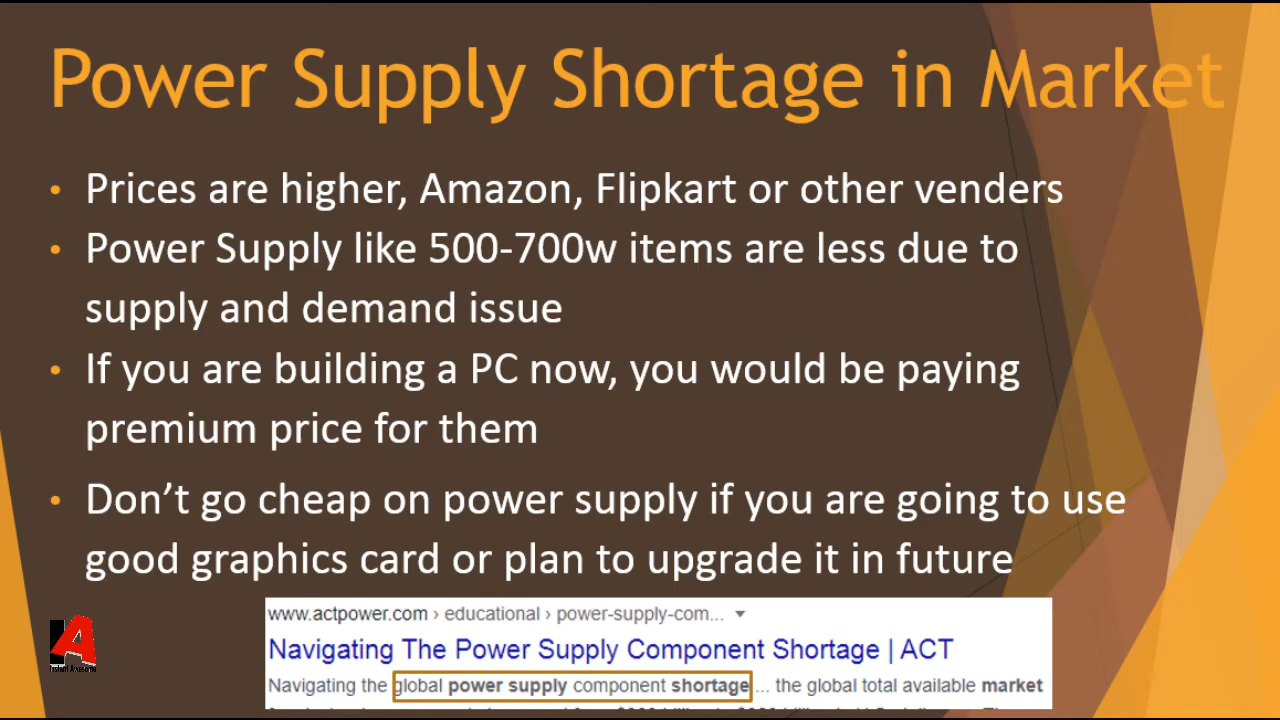 Power Supply Shortage in Market
• Prices are higher, Amazon, Flipkart or other venders
• Power Supply like 500-700w items are less due to
supply and demand issue
• If you are building a PC now, you would be paying
premium price for them
• Don't go cheap on power supply if you are going to use
good graphics card or plan to upgrade it in future
www.actpower.com › educational › power-supply-com...
Navigating The Power Supply Component Shortage | ACT
Navigating the global power supply component shortage ... the global total available market
IA